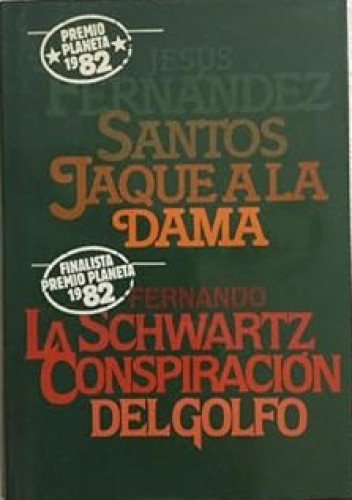 PREMIO
PLANETA
1982
JESÚS
FERNÁNDEZ
SANTOS
JAQUE A LA
DAMA
FINALISTA
PREMIO PLANETA
1982
FERNANDO
SCHWARTZ
LA CONSPIRACIÓN
DEL GOLFO